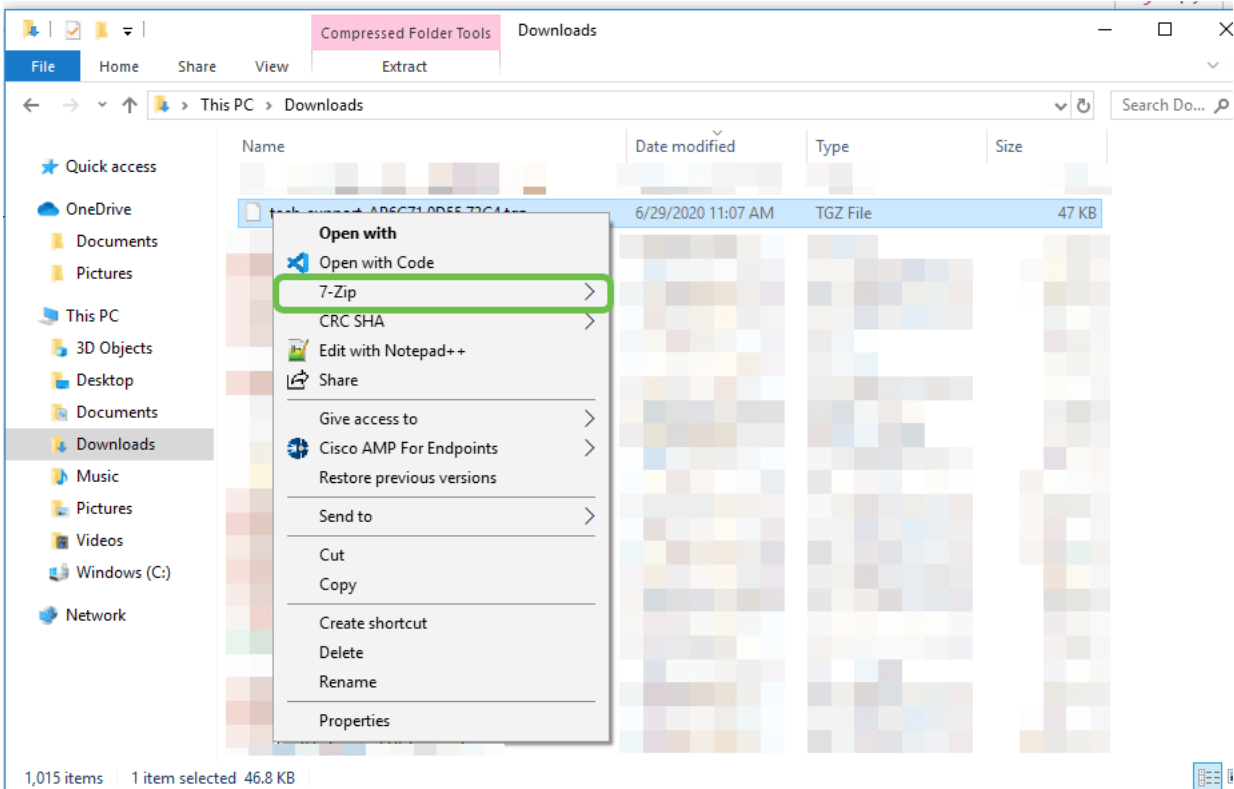 Compressed Folder Tools Downloads
File Home Share View Extract
This PC > Downloads Search Do...
Name Date modified Type Size
Quick access
OneDrive
Documents
Pictures
This PC
3D Objects
Desktop
Documents
Downloads
Music
Pictures
Videos
Windows (C:)
Network
6/29/2020 11:07 AM TGZ File 47 KB
Open with
Open with Code
7-Zip
CRC SHA
Edit with Notepad++
Share
Give access to
Cisco AMP For Endpoints
Restore previous versions
Send to
Cut
Copy
Create shortcut
Delete
Rename
Properties
1,015 items 1 item selected 46.8 KB